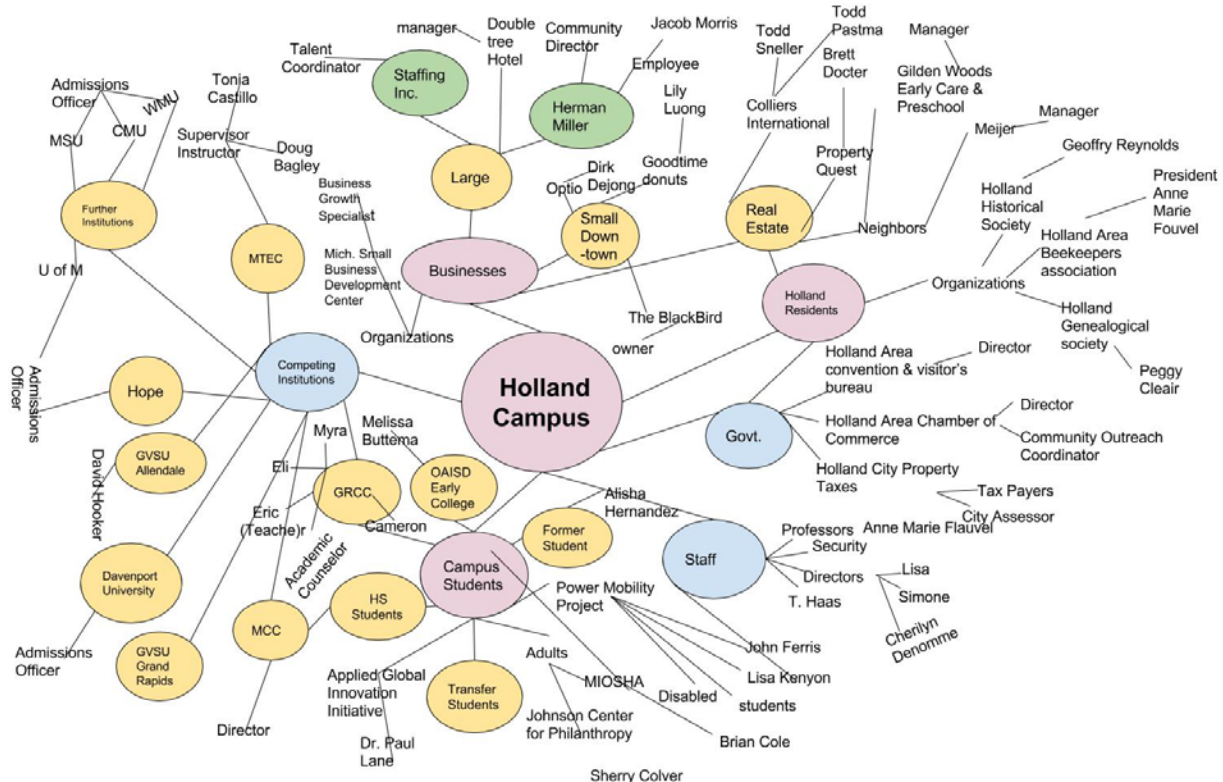 Todd
Pastma
Jacob Morris
Double
tree
Hotel
manager
Community
Director
Todd
Sneller
Manager
Talent
Coordinator
Brett
Docter
Staffing
Inc.
Employee
Gilden Woods
Early Care &
Preschool
Admissions
Officer
Tonja
Castillo
WMU
Herman
Miller
Lily
Luong
Colliers
International
Manager
MSU
CMU
Supervisor
Instructor
Meijer
Doug
Bagley
Geoffry Reynolds
Property
Quest
Large
Dirk
Dejong
Goodtime
donuts
President
Anne
Marie
Fouvel
Business
Growth
Specialist
Optio
Holland
Historical
Society
Further
Institutions
Small
Down
-town
Real
Estate
Neighbors
Holland Area
Beekeepers
association
MTEC
Mich. Small
Business
Development
Center
Businesses
U of M
Organizations
Holland
Residents
The BlackBird
Holland
Genealogical
society
Organizations
owner
Competing
Institutions
Holland Area
convention & visitor's
bureau
Director
Admissions
Officer
Hope
Holland
Campus
Peggy
Cleair
Director
Myra
Melissa
Buttema
Holland Area Chamber of
Commerce
Govt.
Community Outreach
Coordinator
GVSU
Allendale
Eli
David Hooker
OAISD
Early
College
Holland City Property
Taxes
GRCC
Alisha
Hernandez
Tax Payers
Eric
(Teache)r
Cameron
City Assessor
Former
Student
Professors
Anne Marie Flauvel
Academic
Counselor
Security
Staff
Campus
Students
Davenport
University
Directors
Lisa
Power Mobility
Project
T. Haas
Simone
HS
Students
MCC
Cherilyn
Denomme
John Ferris
Admissions
Officer
GVSU
Grand
Rapids
Adults
Applied Global
Innovation
Initiative
Lisa Kenyon
MIOSHA
Transfer
Students
Disabled
students
Johnson Center
for Philanthropy
Director
Dr. Paul
Lane
Brian Cole
Sherry Colver